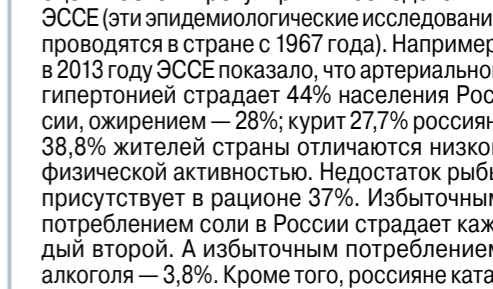 ЭССЕ (эти эпидемиологические исследовани
проводятся в стране с 1967 года). Например
в 2013 году ЭССЕ показало, что артериально
гипертонией страдает 44% населения Рос
сии, ожирением — 28%; курит 27,7% россиян
38,8% жителей страны отличаются низко
физической активностью. Недостаток рыбы
присутствует в рационе 37%. Избыточным
потреблением соли в России страдает каж
дый второй. А избыточным потреблением
алкоголя — 3,8%. Кроме того, россияне ката